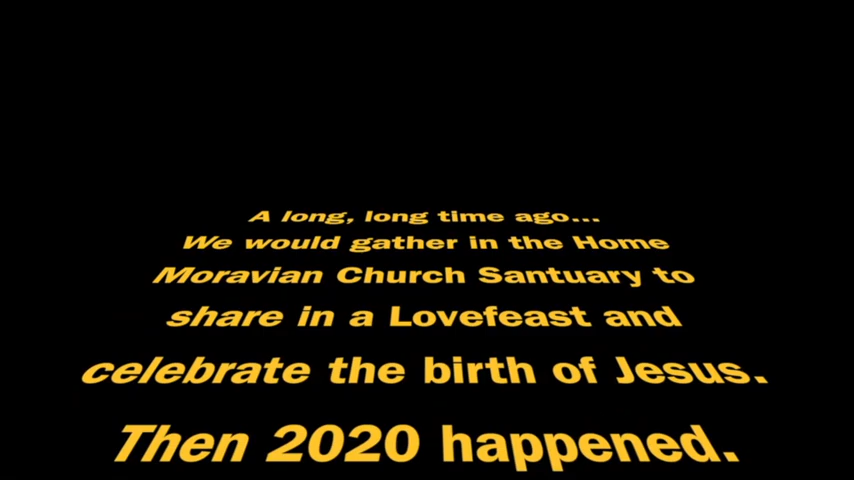 A long, long time ago...
We would gather in the Home
Moravian Church Santuary to
share in a Lovefeast and
celebrate the birth of Jesus.
Then 2020 happened.